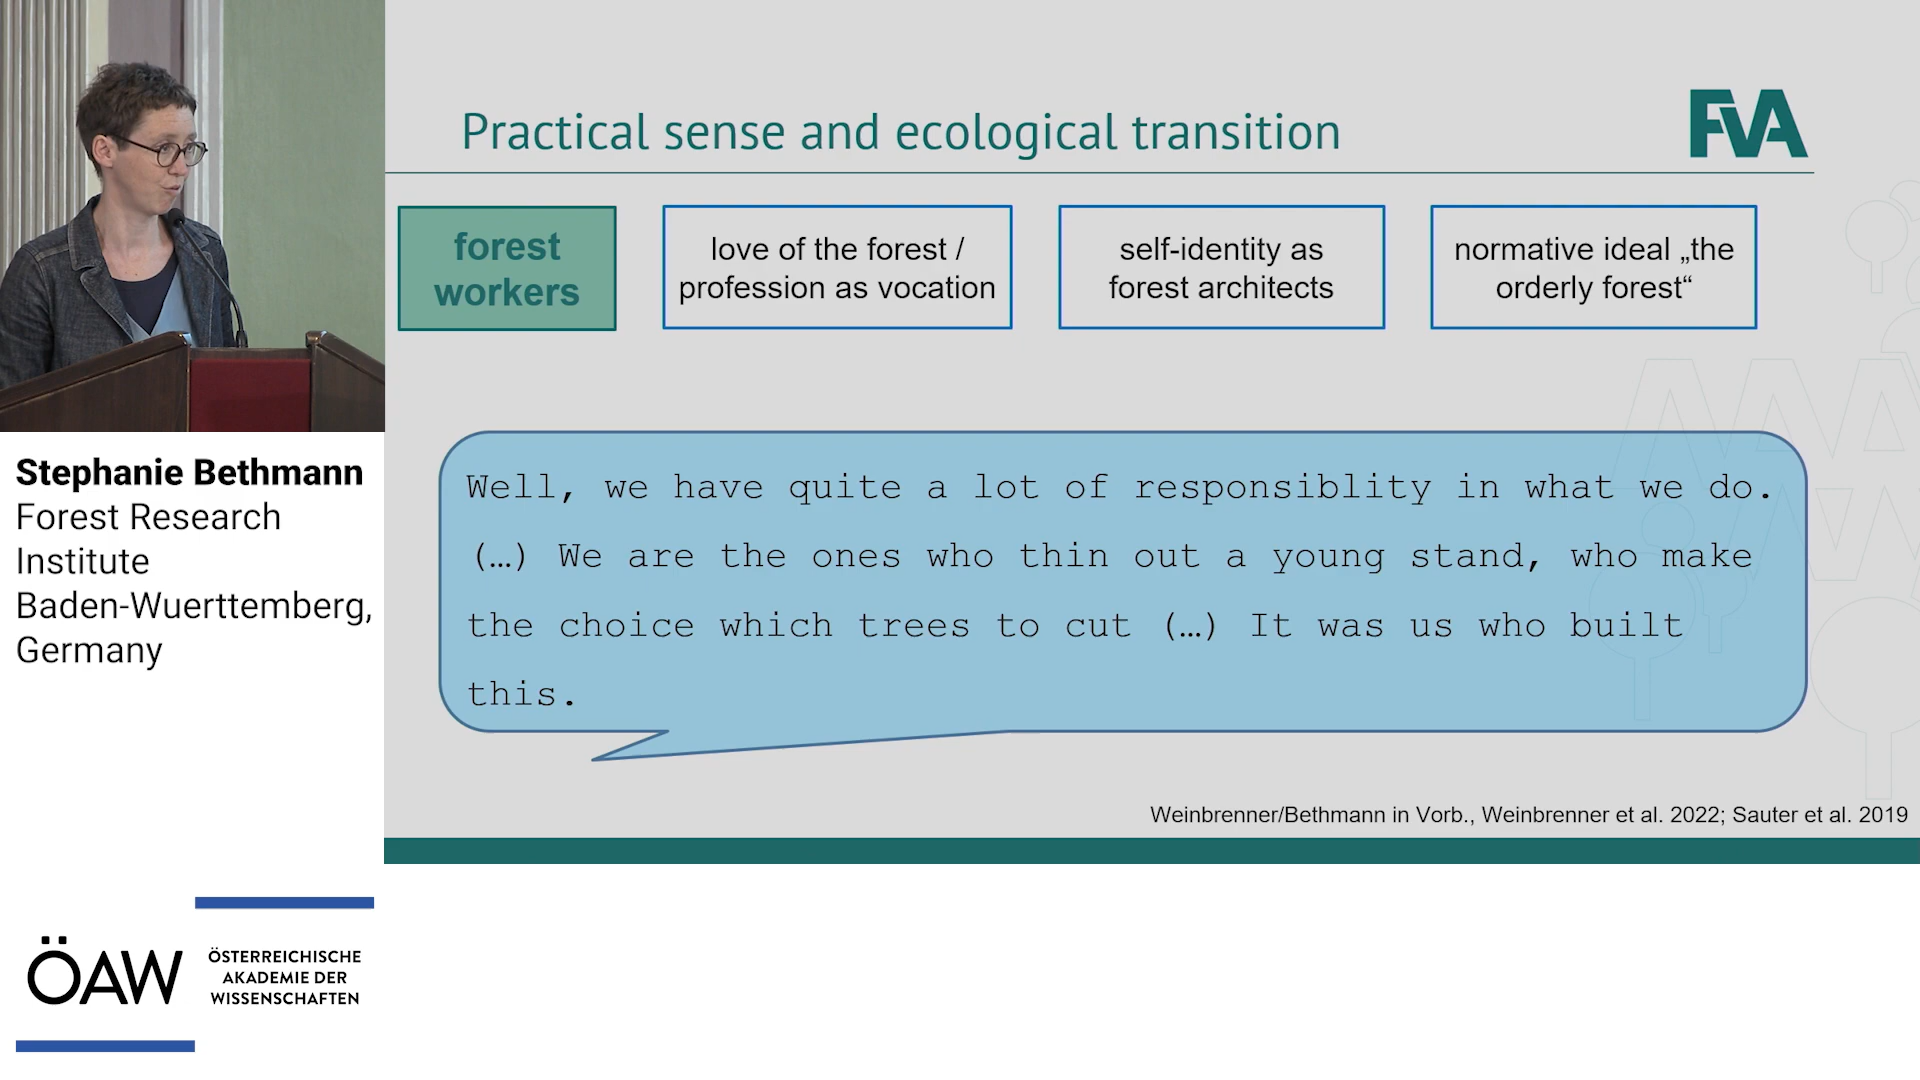 Practical sense and ecological transition
FVA
forest
workers
love of the forest /
profession as vocation
self-identity as
forest architects
normative ideal „the
orderly forest“
Well, we have quite a lot of responsiblity in what we do.
(…) We are the ones who thin out a young stand, who make
the choice which trees to cut (…) It was us who built
this.
Weinbrenner/Bethmann in Vorb., Weinbrenner et al. 2022; Sauter et al. 2019
Stephanie Bethmann
Forest Research
Institute
Baden-Wuerttemberg,
Germany
ÖAW
ÖSTERREICHISCHE
AKADEMIE DER
WISSENSCHAFTEN